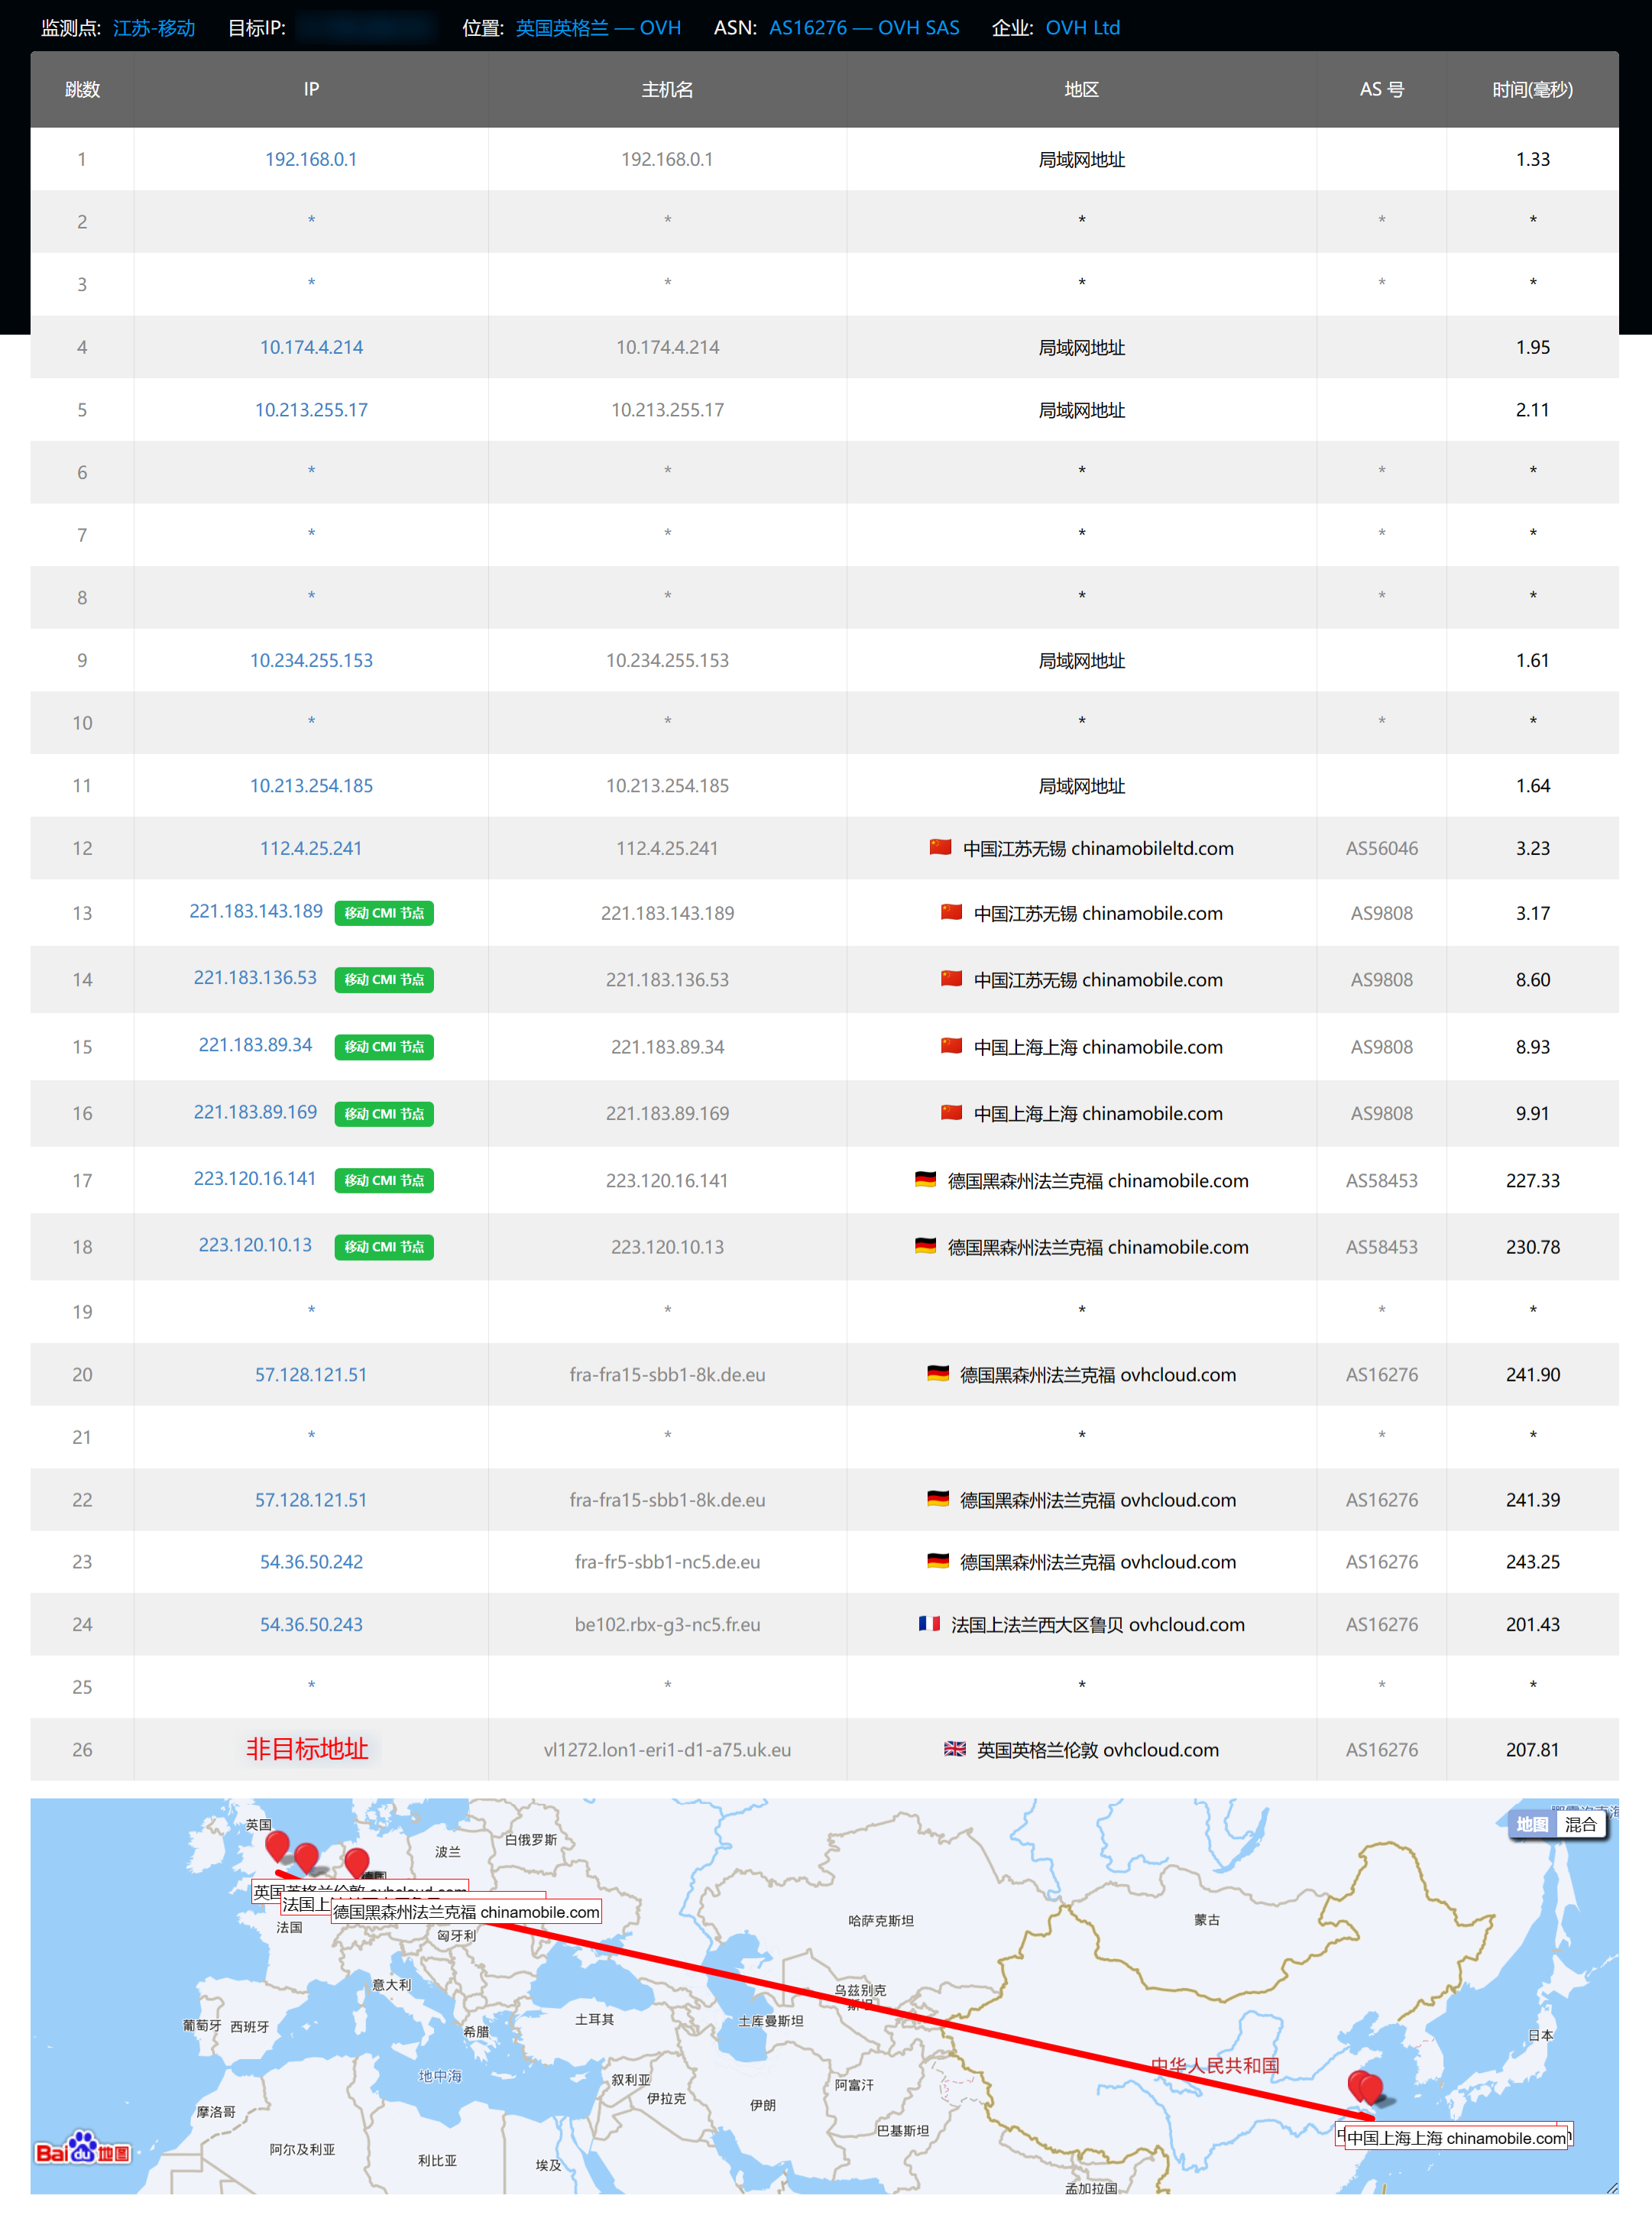 监测点: 江苏-移动 目标IP: 位置: 英国英格兰 — OVH ASN: AS16276 — OVH SAS 企业: OVH Ltd
跳数 IP 主机名 地区 AS 号 时间(毫秒)
1 192.168.0.1 192.168.0.1 局域网地址 1.33
2 * * * * *
3 * * * * *
4 10.174.4.214 10.174.4.214 局域网地址 1.95
5 10.213.255.17 10.213.255.17 局域网地址 2.11
6 * * * * *
7 * * * * *
8 * * * * *
9 10.234.255.153 10.234.255.153 局域网地址 1.61
10 * * * * *
11 10.213.254.185 10.213.254.185 局域网地址 1.64
12 112.4.25.241 112.4.25.241 中国江苏无锡 chinamobileltd.com AS56046 3.23
13 221.183.143.189 移动 CMI 节点 221.183.143.189 中国江苏无锡 chinamobile.com AS9808 3.17
14 221.183.136.53 移动 CMI 节点 221.183.136.53 中国江苏无锡 chinamobile.com AS9808 8.60
15 221.183.89.34 移动 CMI 节点 221.183.89.34 中国上海上海 chinamobile.com AS9808 8.93
16 221.183.89.169 移动 CMI 节点 221.183.89.169 中国上海上海 chinamobile.com AS9808 9.91
17 223.120.16.141 移动 CMI 节点 223.120.16.141 德国黑森州法兰克福 chinamobile.com AS58453 227.33
18 223.120.10.13 移动 CMI 节点 223.120.10.13 德国黑森州法兰克福 chinamobile.com AS58453 230.78
19 * * * * *
20 57.128.121.51 fra-fra15-sbb1-8k.de.eu 德国黑森州法兰克福 ovhcloud.com AS16276 241.90
21 * * * * *
22 57.128.121.51 fra-fra15-sbb1-8k.de.eu 德国黑森州法兰克福 ovhcloud.com AS16276 241.39
23 54.36.50.242 fra-fr5-sbb1-nc5.de.eu 德国黑森州法兰克福 ovhcloud.com AS16276 243.25
24 54.36.50.243 be102.rbx-g3-nc5.fr.eu 法国上法兰西大区鲁贝 ovhcloud.com AS16276 201.43
25 * * * * *
26 非目标地址 vl1272.lon1-eri1-d1-a75.uk.eu 英国英格兰伦敦 ovhcloud.com AS16276 207.81
地图 混合
英国
白俄罗斯
波兰
英国英格兰伦敦 ovhcloud.com
法国上
德国黑森州法兰克福 chinamobile.com
法国
匈牙利
哈萨克斯坦
蒙古
意大利
乌兹别克
斯坦
土耳其
土库曼斯坦
葡萄牙 西班牙
希腊
日本
中华人民共和国
地中海
叙利亚
伊拉克
伊朗
阿富汗
摩洛哥
巴基斯坦
中国上海上海 chinamobile.com
阿尔及利亚
利比亚
埃及
Bai du 地图
孟加拉国